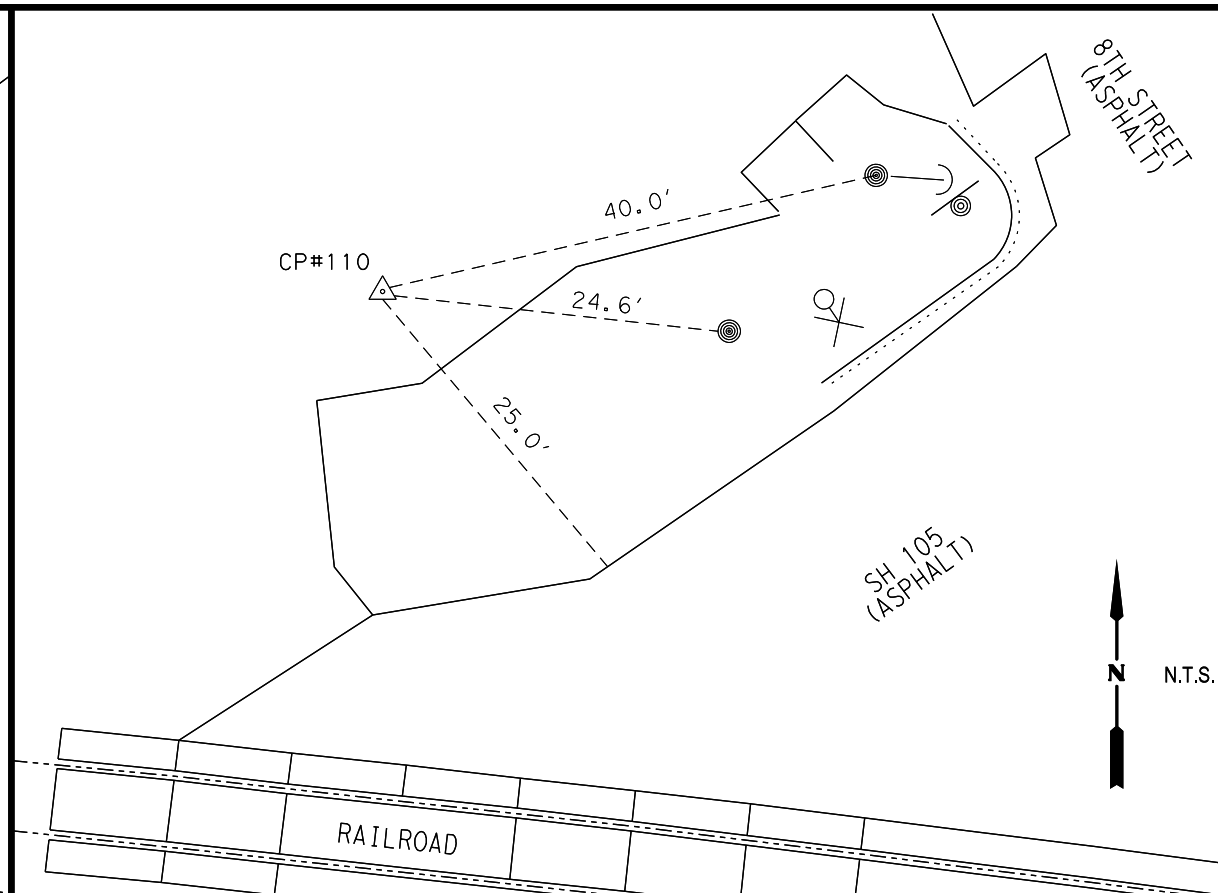 8TH STREET
(ASPHALT)
40.0'
CP#110
24.6'
25.0'
SH 105
(ASPHALT)
N
N.T.S.
RAILROAD